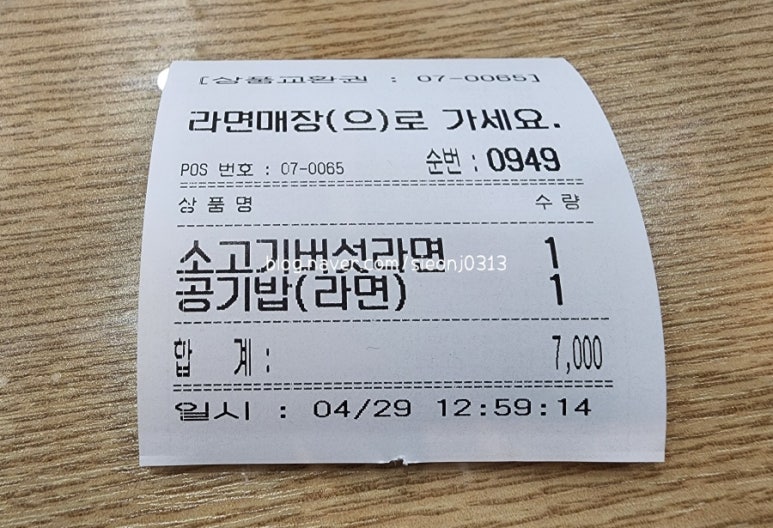 [상품교환권 : 07-0065]
라면매장(으)로 가세요.
POS 번호 : 07-0065 순번 : 0949
상 품 명 수 량
소고기버섯라면 1
blog.naver.com/sieonj0313
공기밥(라면) 1
합 계 : 7,000
일시 : 04/29 12:59:14